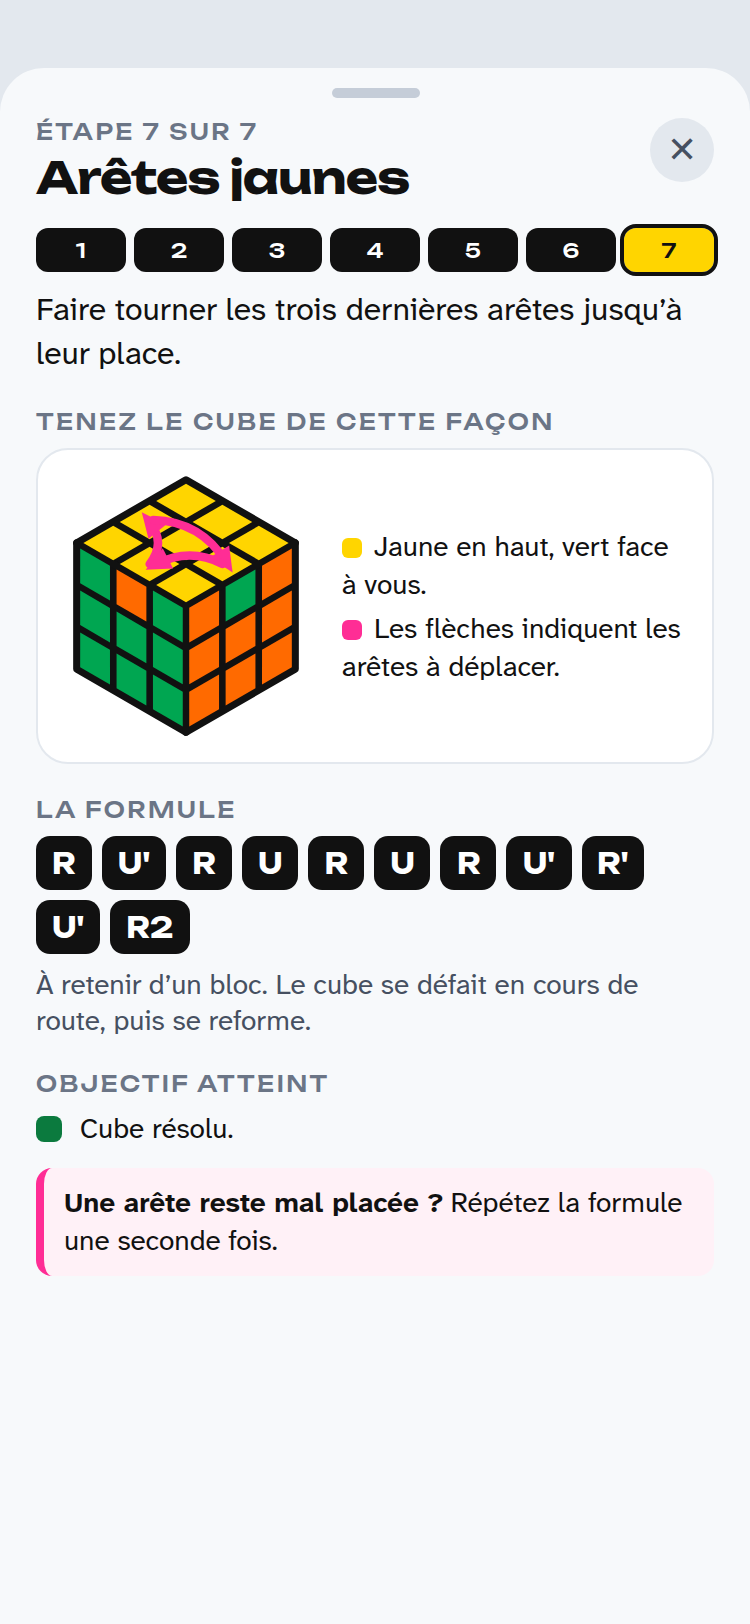 ÉTAPE 7 SUR 7
Arêtes jaunes
✕
1 2 3 4 5 6 7
Faire tourner les trois dernières arêtes jusqu’à
leur place.
TENEZ LE CUBE DE CETTE FAÇON
Jaune en haut, vert face
à vous.
Les flèches indiquent les
arêtes à déplacer.
LA FORMULE
R U' R U R U R U' R'
U' R2
À retenir d’un bloc. Le cube se défait en cours de
route, puis se reforme.
OBJECTIF ATTEINT
Cube résolu.
Une arête reste mal placée ? Répétez la formule
une seconde fois.